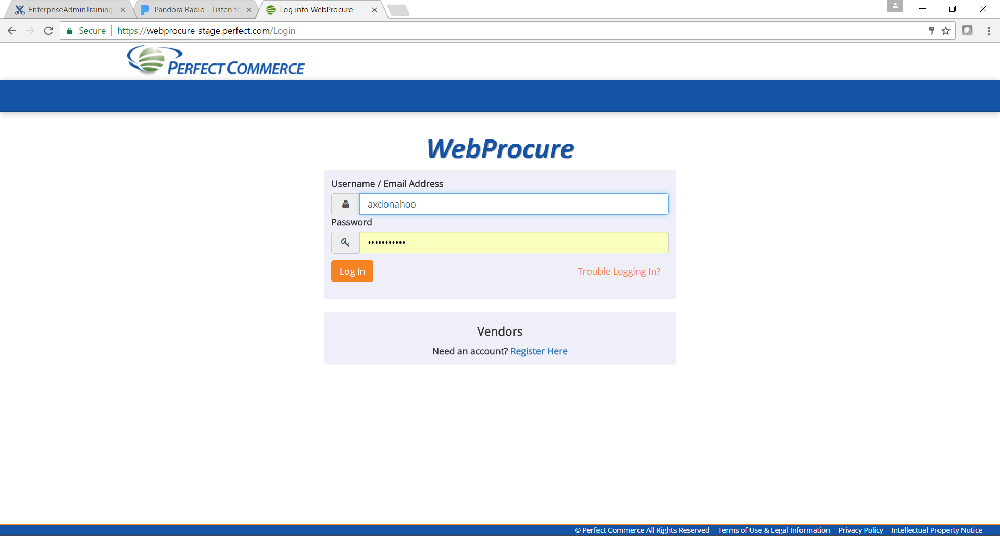 EnterpriseAdminTraining
Pandora Radio - Listen to
Log into WebProcure
Secure
https://webprocure-stage.perfect.com/Login
PERFECT COMMERCE
WebProcure
Username / Email Address
axdonahoo
Password
•••••••••••
Log In
Trouble Logging In?
Vendors
Need an account? Register Here
© Perfect Commerce All Rights Reserved Terms of Use & Legal Information Privacy Policy Intellectual Property Notice